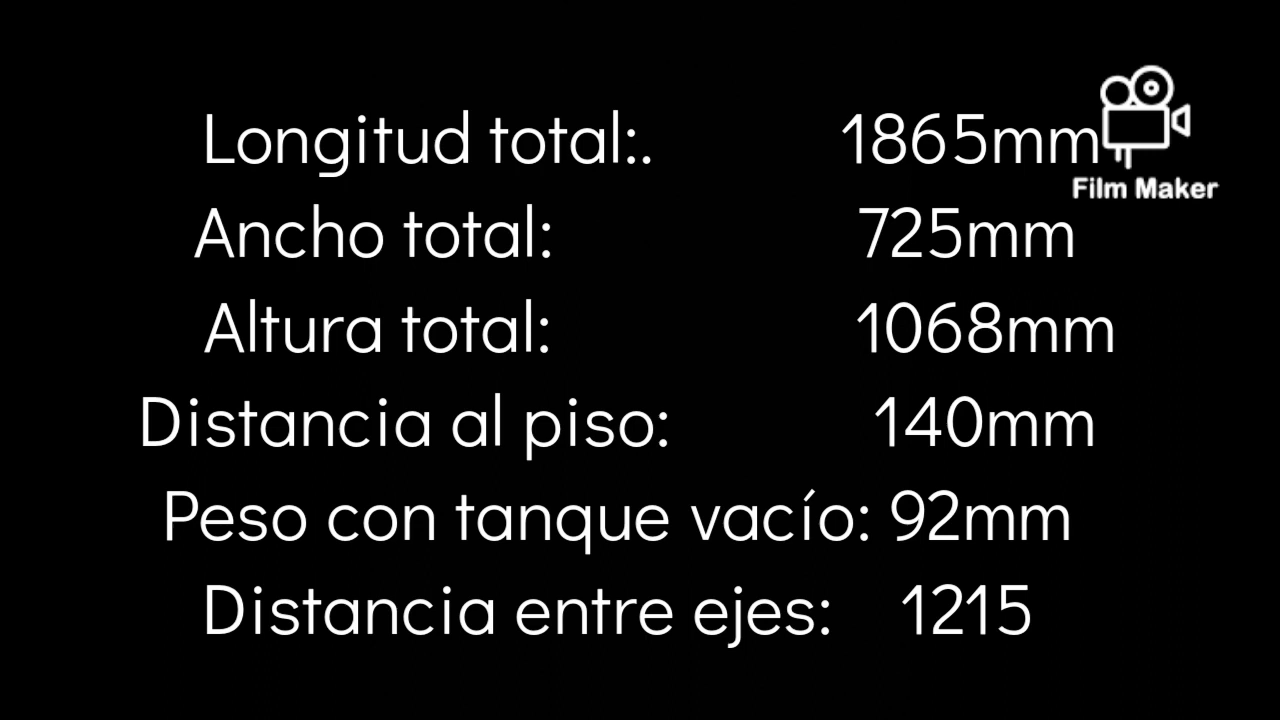 Longitud total:. 1865mm
Film Maker
Ancho total: 725mm
Altura total: 1068mm
Distancia al piso: 140mm
Peso con tanque vacío: 92mm
Distancia entre ejes: 1215